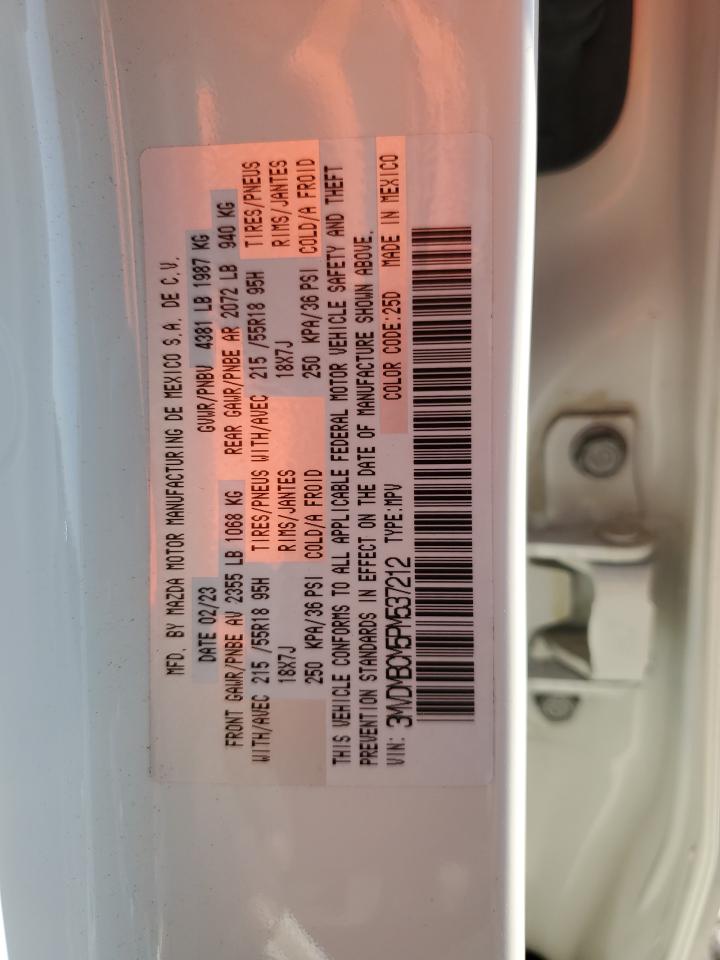 MFD. BY MAZDA MOTOR MANUFACTURING DE MEXICO S.A. DE C.V.
DATE 02/23 GVWR/PNBV 4381 LB 1987 KG
FRONT GAWR/PNBE AV 2355 LB 1068 KG REAR GAWR/PNBE AR 2072 LB 940 KG
WITH/AVEC 215 /55R18 95H TIRES/PNEUS WITH/AVEC 215 /55R18 95H TIRES/PNEUS
18X7J RIMS/JANTES 18X7J RIMS/JANTES
250 KPA/36 PSI COLD/A FROID 250 KPA/36 PSI COLD/A FROID
THIS VEHICLE CONFORMS TO ALL APPLICABLE FEDERAL MOTOR VEHICLE SAFETY AND THEFT
PREVENTION STANDARDS IN EFFECT ON THE DATE OF MANUFACTURE SHOWN ABOVE.
VIN: 3MVDMBCM5PM537212 TYPE:MPV COLOR CODE:25D MADE IN MEXICO